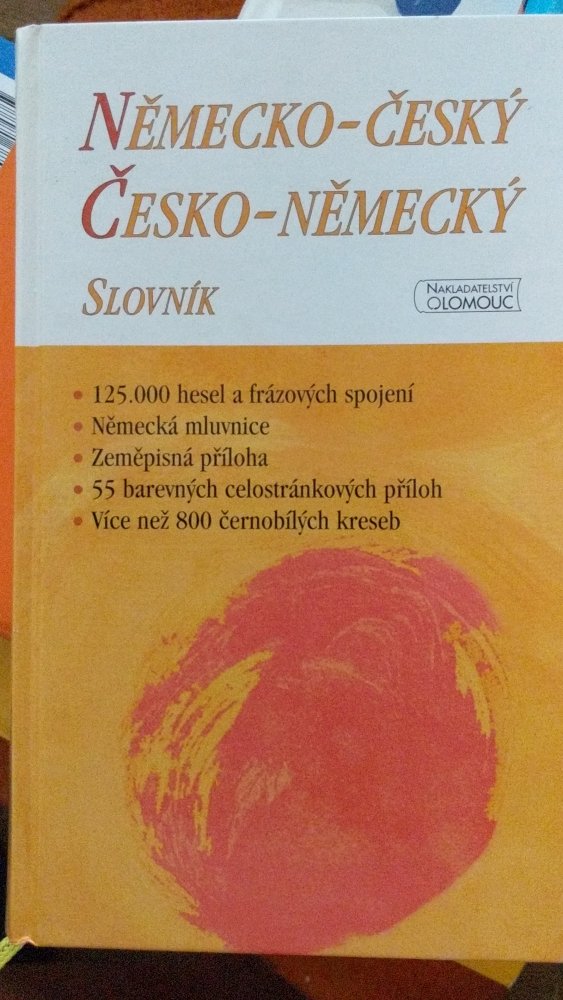 NĚMECKO-ČESKÝ
ČESKO-NĚMECKÝ
SLOVNÍK
NAKLADATELSTVÍ
OLOMOUC
• 125.000 hesel a frázových spojení
• Německá mluvnice
• Zeměpisná příloha
• 55 barevných celostránkových příloh
• Více než 800 černobílých kreseb